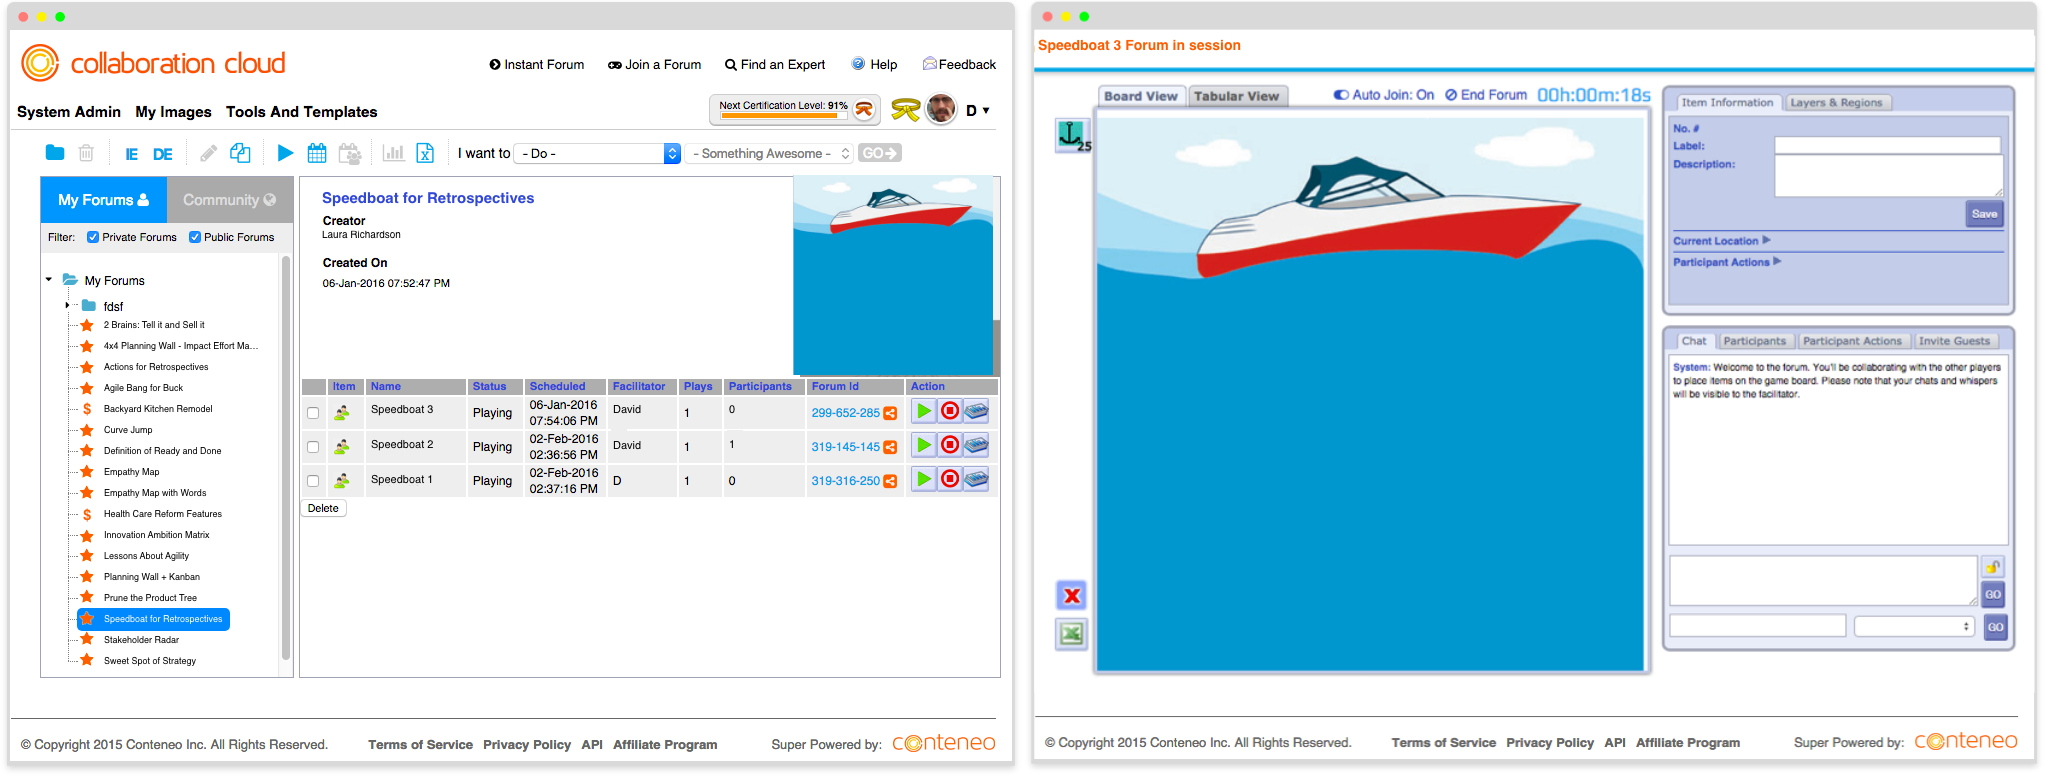 collaboration cloud
Instant Forum Join a Forum Find an Expert Help Feedback
System Admin My Images Tools And Templates
Next Certification Level: 91%
D
IE DE
I want to - Do - - Something Awesome - GO
My Forums Community
Filter: Private Forums Public Forums
My Forums
fdsf
2 Brains: Tell it and Sell it
4x4 Planning Wall - Impact Effort Ma...
Actions for Retrospectives
Agile Bang for Buck
$ Backyard Kitchen Remodel
Curve Jump
Definition of Ready and Done
Empathy Map
Empathy Map with Words
$ Health Care Reform Features
Innovation Ambition Matrix
Lessons About Agility
Planning Wall + Kanban
Prune the Product Tree
Speedboat for Retrospectives
Stakeholder Radar
Sweet Spot of Strategy
Speedboat for Retrospectives
Creator
Laura Richardson
Created On
06-Jan-2016 07:52:47 PM
Item Name Status Scheduled Facilitator Plays Participants Forum Id Action
Speedboat 3 Playing 06-Jan-2016 07:54:06 PM David 1 0 299-652-285
Speedboat 2 Playing 02-Feb-2016 02:36:56 PM David 1 1 319-145-145
Speedboat 1 Playing 02-Feb-2016 02:37:16 PM D 1 0 319-316-250
Delete
© Copyright 2015 Conteneo Inc. All Rights Reserved. Terms of Service Privacy Policy API Affiliate Program Super Powered by: conteneo
Speedboat 3 Forum in session
Board View Tabular View Auto Join: On End Forum 00h:00m:18s
25
X
Item Information Layers & Regions
No. #
Label:
Description:
Save
Current Location
Participant Actions
Chat Participants Participant Actions Invite Guests
System: Welcome to the forum. You'll be collaborating with the other players
to place items on the game board. Please note that your chats and whispers
will be visible to the facilitator.
GO
GO
© Copyright 2015 Conteneo Inc. All Rights Reserved. Terms of Service Privacy Policy API Affiliate Program Super Powered by: conteneo